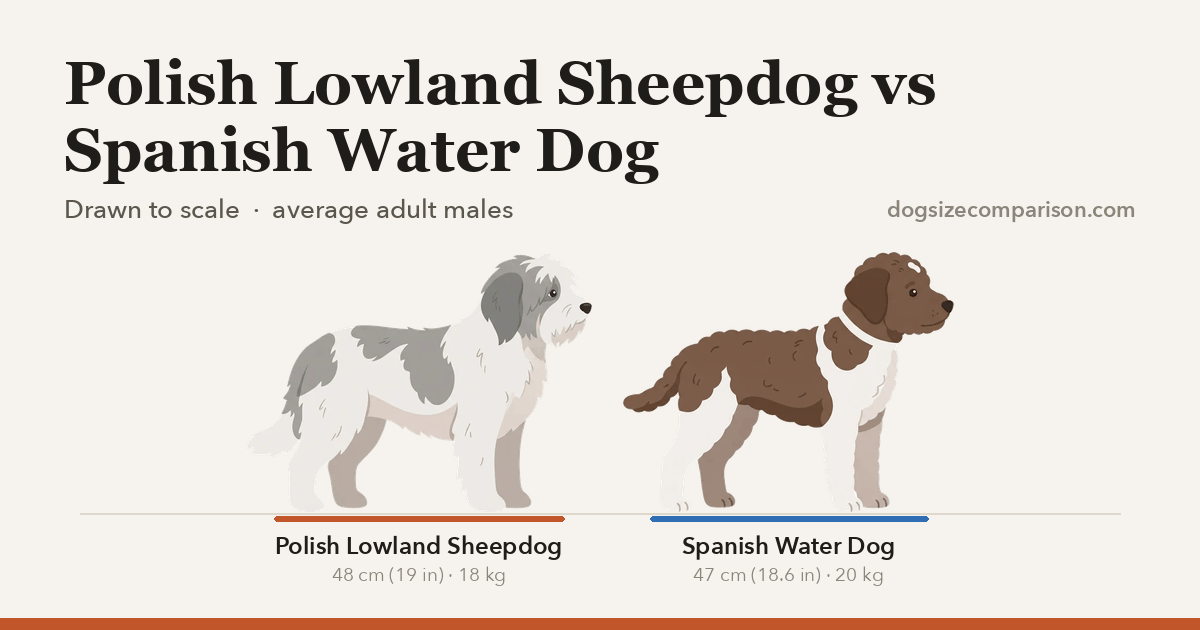 Polish Lowland Sheepdog vs
Spanish Water Dog
Drawn to scale · average adult males
dogsizecomparison.com
Polish Lowland Sheepdog
48 cm (19 in) · 18 kg
Spanish Water Dog
47 cm (18.6 in) · 20 kg